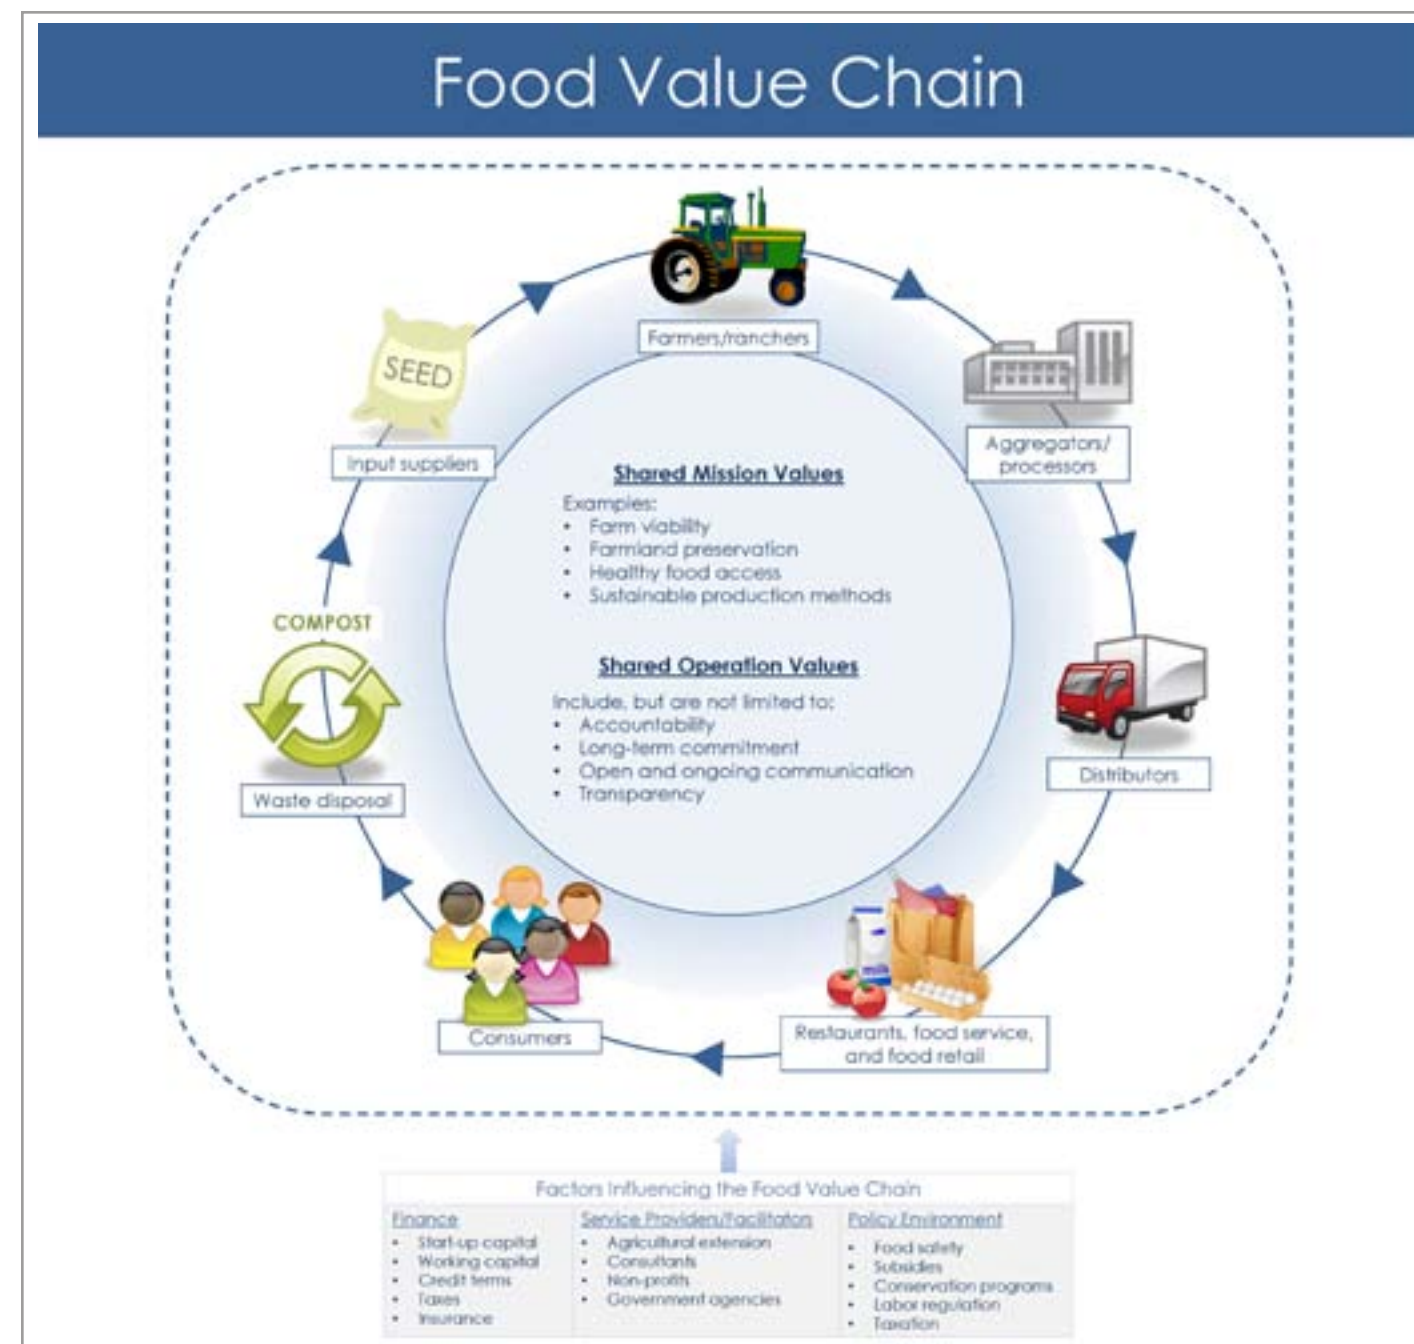 Food Value Chain
Farmers/ranchers
SEED
Input suppliers
Aggregators/
processors
Shared Mission Values
Examples:
• Farm viability
• Farmland preservation
• Healthy food access
• Sustainable production methods
COMPOST
Waste disposal
Shared Operation Values
Include, but are not limited to:
• Accountability
• Long-term commitment
• Open and ongoing communication
• Transparency
Distributors
milk
Consumers
Restaurants, food service,
and food retail
Factors Influencing the Food Value Chain
Finance
• Start-up capital
• Working capital
• Credit terms
• Taxes
• Insurance
Service Providers/Facilitators
• Agricultural extension
• Consultants
• Non-profits
• Government agencies
Policy Environment
• Food safety
• Subsidies
• Conservation programs
• Labor regulation
• Taxation